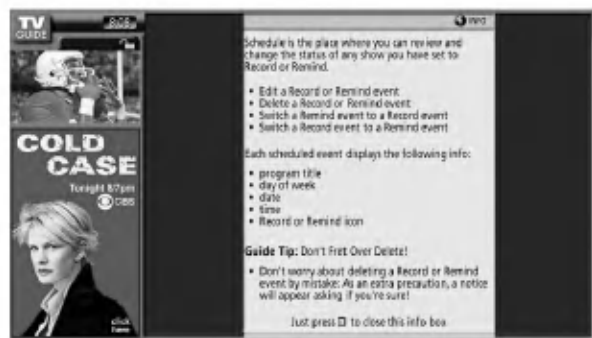 TV
GUIDE
INFO
Schedule is the place where you can review and
change the status of any show you have set to
Record or Remind.
• Edit a Record or Remind event
• Delete a Record or Remind event
• Switch a Remind event to a Record event
• Switch a Record event to a Remind event
Each scheduled event displays the following info:
• program title
• day of week
• date
• time
• Record or Remind icon
Guide Tip: Don't Fret Over Delete!
• Don't worry about deleting a Record or Remind
event by mistake: As an extra precaution, a notice
will appear asking if you're sure!
Just press to close this info box
COLD
CASE
Tonight 8/7pm
CBS
click
here